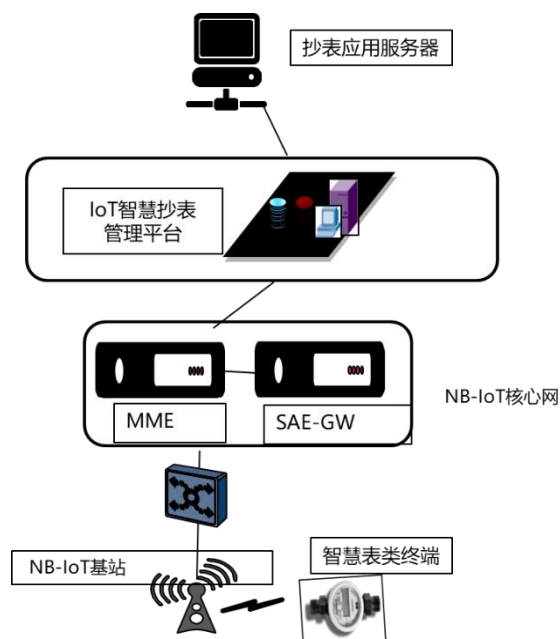 抄表应用服务器
IoT智慧抄表
管理平台
MME
SAE-GW
NB-IoT核心网
NB-IoT基站
智慧表类终端